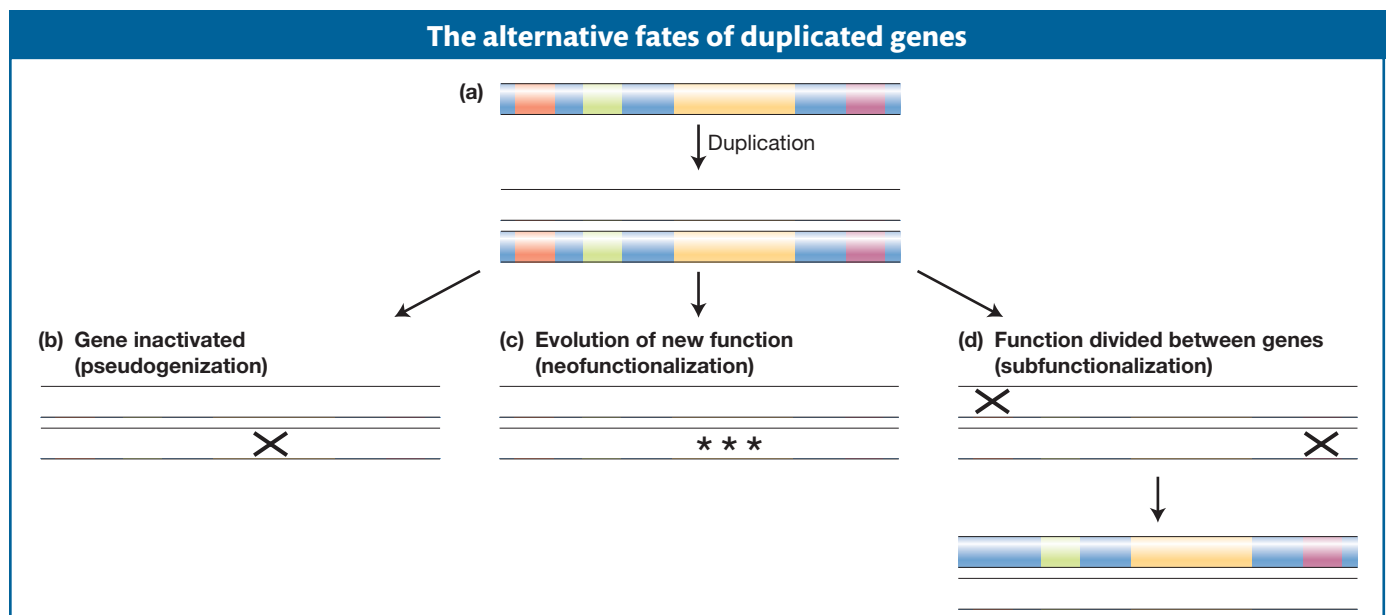 The alternative fates of duplicated genes
(a)
Duplication
(b) Gene inactivated
(pseudogenization)
(c) Evolution of new function
(neofunctionalization)
(d) Function divided between genes
(subfunctionalization)
* * *